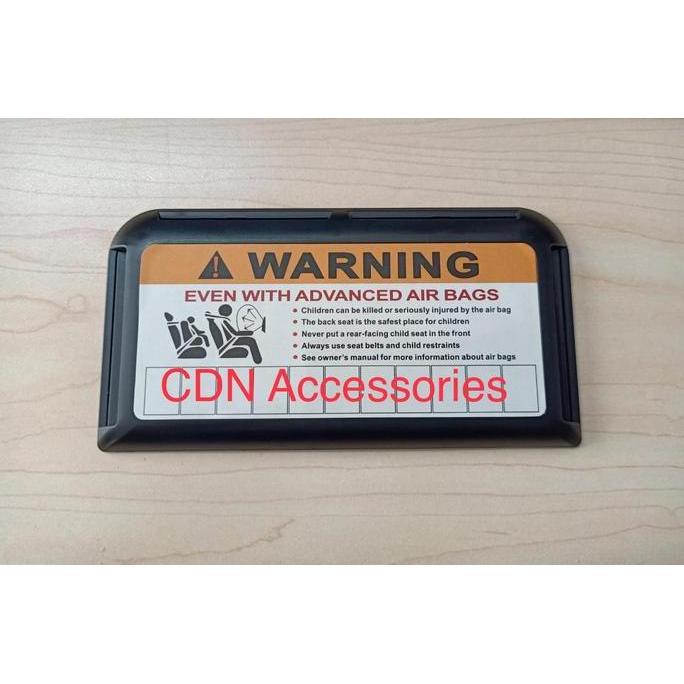 WARNING
EVEN WITH ADVANCED AIR BAGS
• Children can be killed or seriously injured by the air bag
• The back seat is the safest place for children
• Never put a rear-facing child seat in the front
• Always use seat belts and child restraints
• See owner's manual for more information about air bags
CDN Accessories